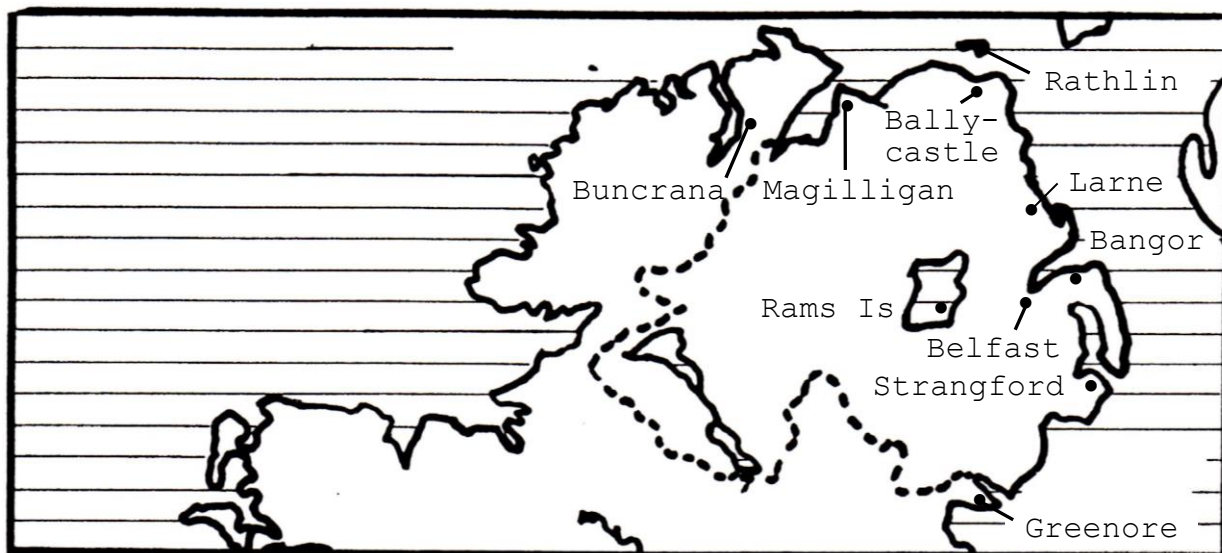 Rathlin
Bally-
castle
Buncrana
Magilligan
Larne
Bangor
Rams Is
Belfast
Strangford
Greenore